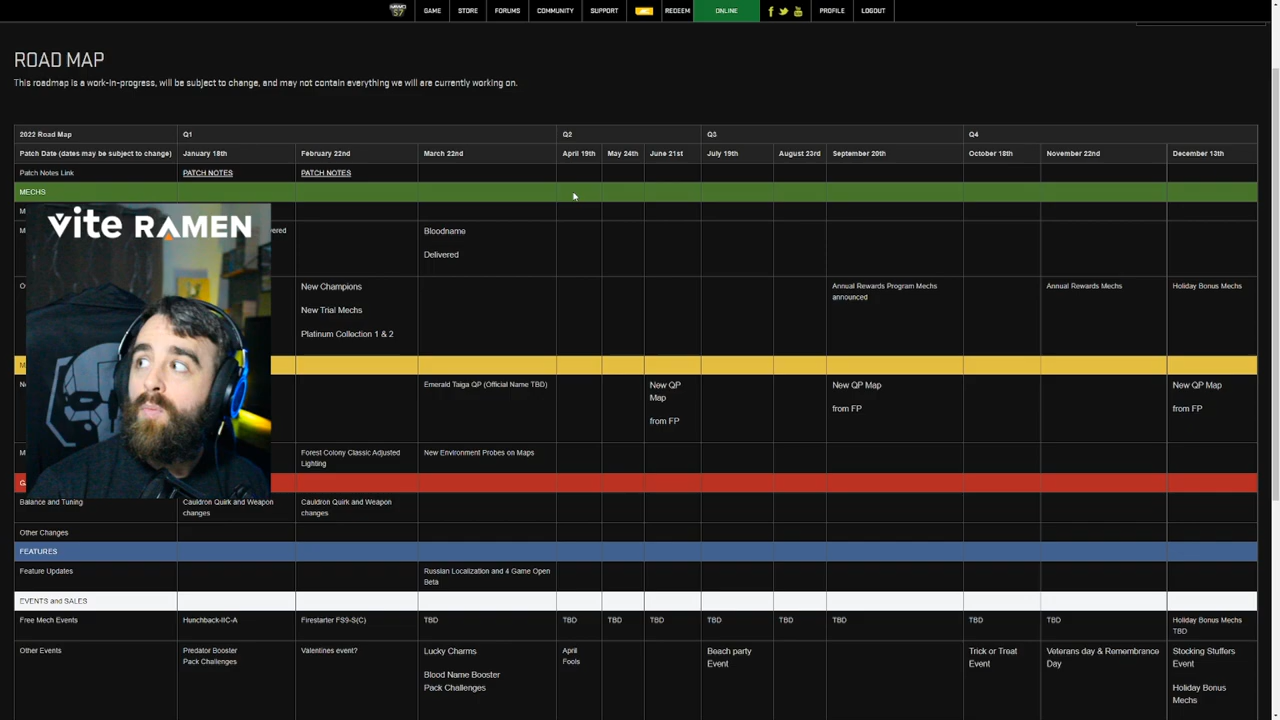 MWO
S7
GAME
STORE
FORUMS
COMMUNITY
SUPPORT
MC
REDEEM
ONLINE
PROFILE
LOGOUT
ROAD MAP
This roadmap is a work-in-progress, will be subject to change, and may not contain everything we will are currently working on.
2022 Road Map
Q1
Q2
Q3
Q4
Patch Date (dates may be subject to change)
January 18th
February 22nd
March 22nd
April 19th
May 24th
June 21st
July 19th
August 23rd
September 20th
October 18th
November 22nd
December 13th
Patch Notes Link
PATCH NOTES
PATCH NOTES
MECHS
M
M
vered
Bloodname
Delivered
vite RAMEN
O
New Champions
New Trial Mechs
Platinum Collection 1 & 2
Annual Rewards Program Mechs
announced
Annual Rewards Mechs
Holiday Bonus Mechs
M
Ne
Emerald Taiga QP (Official Name TBD)
New QP
Map
from FP
New QP Map
from FP
New QP Map
from FP
M
Forest Colony Classic Adjusted
Lighting
New Environment Probes on Maps
GA
Balance and Tuning
Cauldron Quirk and Weapon
changes
Cauldron Quirk and Weapon
changes
Other Changes
FEATURES
Feature Updates
Russian Localization and 4 Game Open
Beta
EVENTS and SALES
Free Mech Events
Hunchback-IIC-A
Firestarter FS9-S(C)
TBD
TBD
TBD
TBD
TBD
TBD
TBD
TBD
TBD
Holiday Bonus Mechs
TBD
Other Events
Predator Booster
Pack Challenges
Valentines event?
Lucky Charms
Blood Name Booster
Pack Challenges
April
Fools
Beach party
Event
Trick or Treat
Event
Veterans day & Remembrance
Day
Stocking Stuffers
Event
Holiday Bonus
Mechs